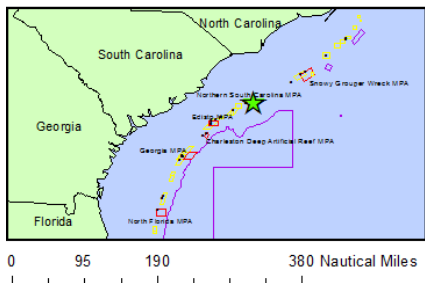 North Carolina
South Carolina
Snowy Grouper Wreck MPA
Northern South Carolina MPA
Edisto MPA
Georgia
Charleston Deep Artificial Reef MPA
Georgia MPA
Florida
North Florida MPA
0 95 190 380 Nautical Miles